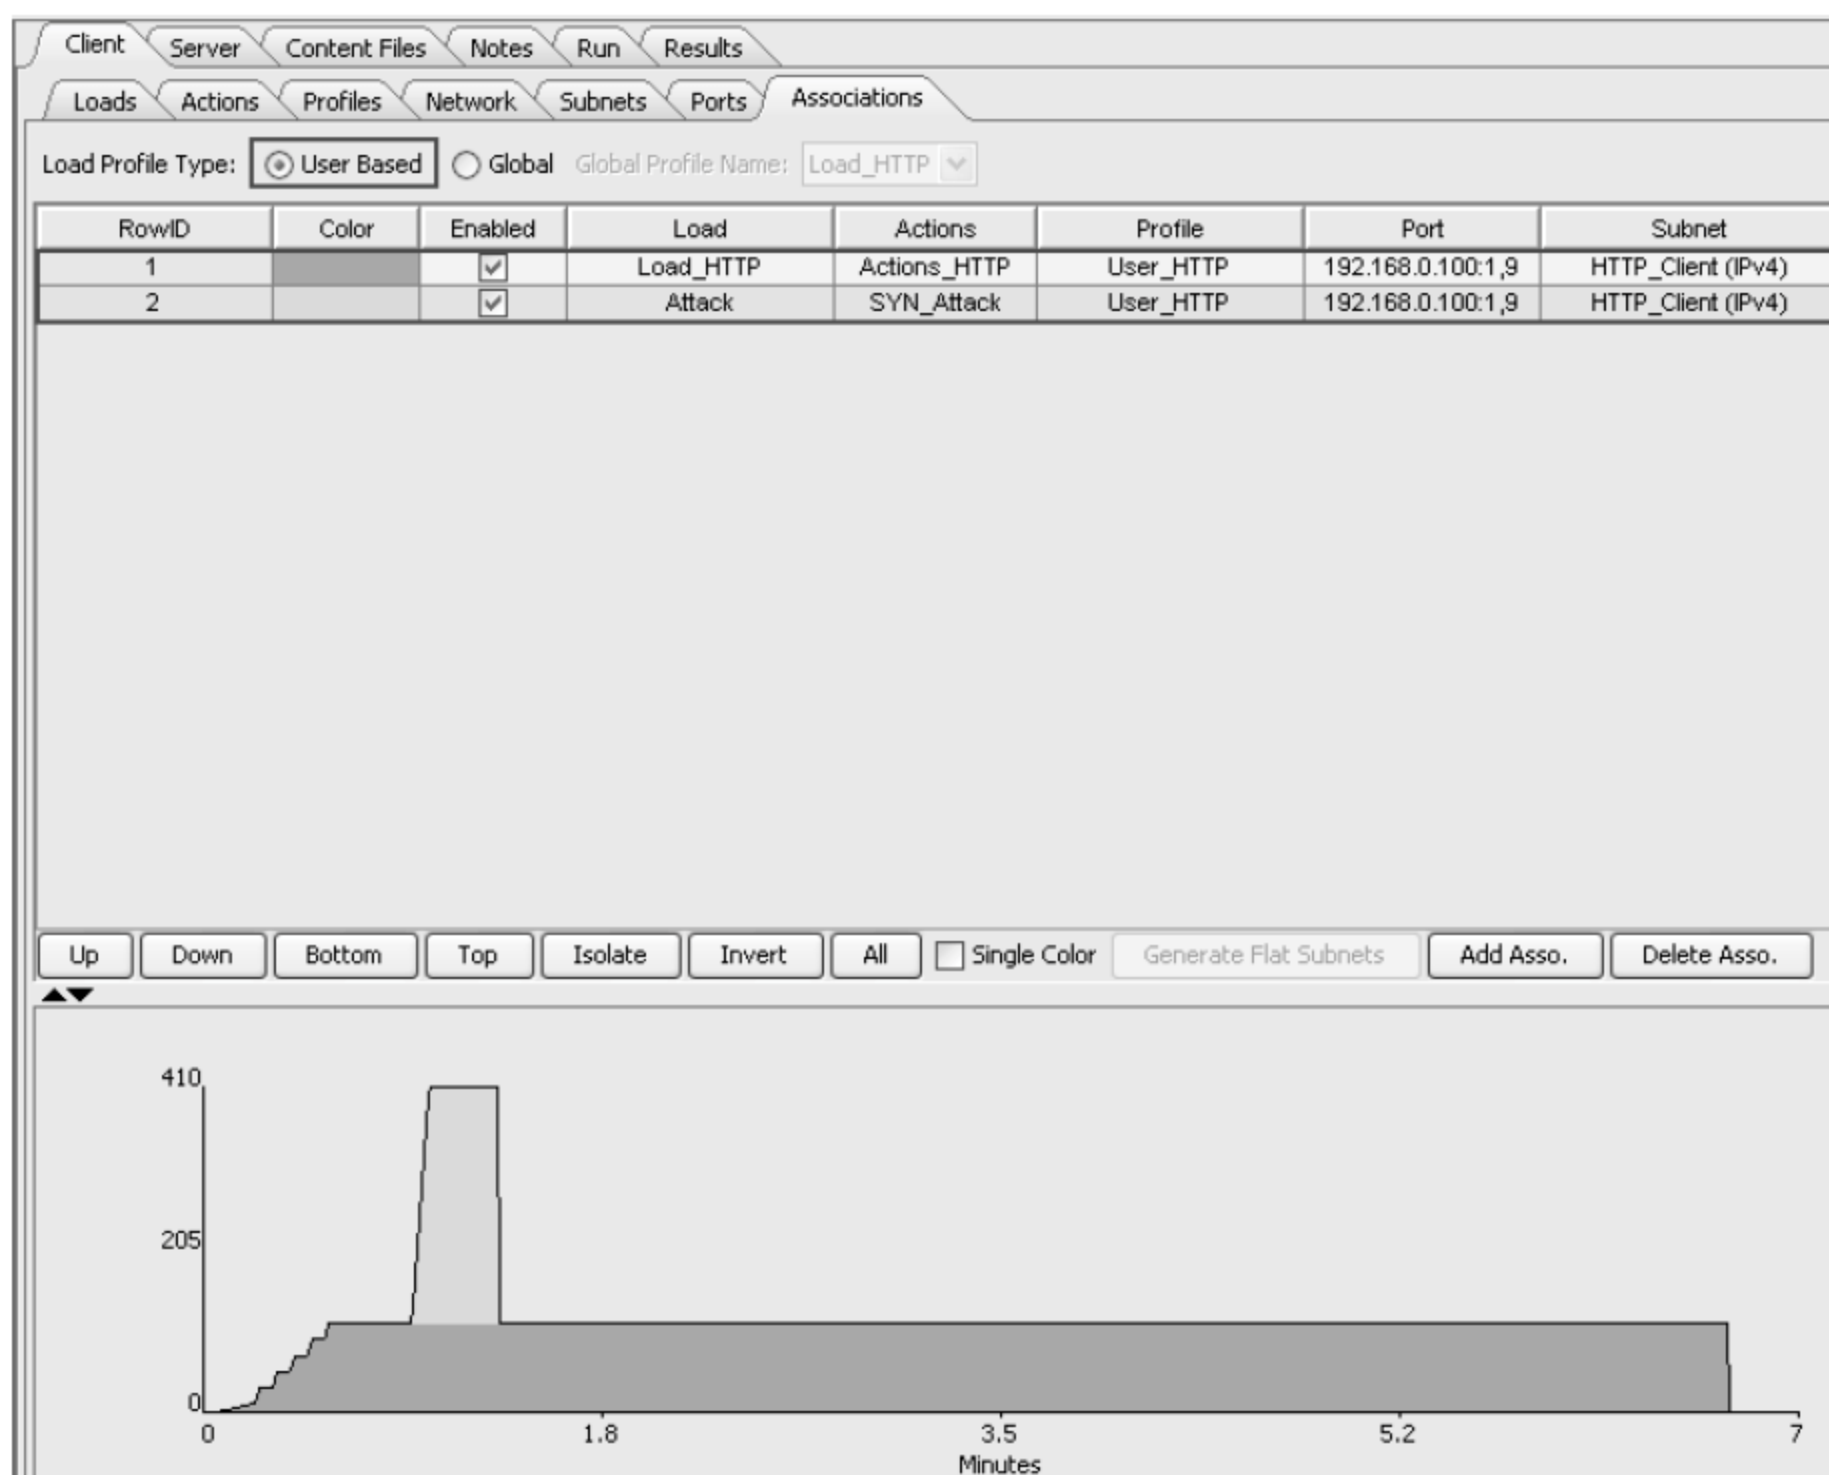 Client Server Content Files Notes Run Results
Loads Actions Profiles Network Subnets Ports Associations
Load Profile Type: User Based Global Global Profile Name: Load_HTTP
RowID Color Enabled Load Actions Profile Port Subnet
1 Load_HTTP Actions_HTTP User_HTTP 192.168.0.100:1,9 HTTP_Client (IPv4)
2 Attack SYN_Attack User_HTTP 192.168.0.100:1,9 HTTP_Client (IPv4)
Up Down Bottom Top Isolate Invert All Single Color Generate Flat Subnets Add Asso. Delete Asso.
410
205
0
0 1.8 3.5 5.2 7
Minutes